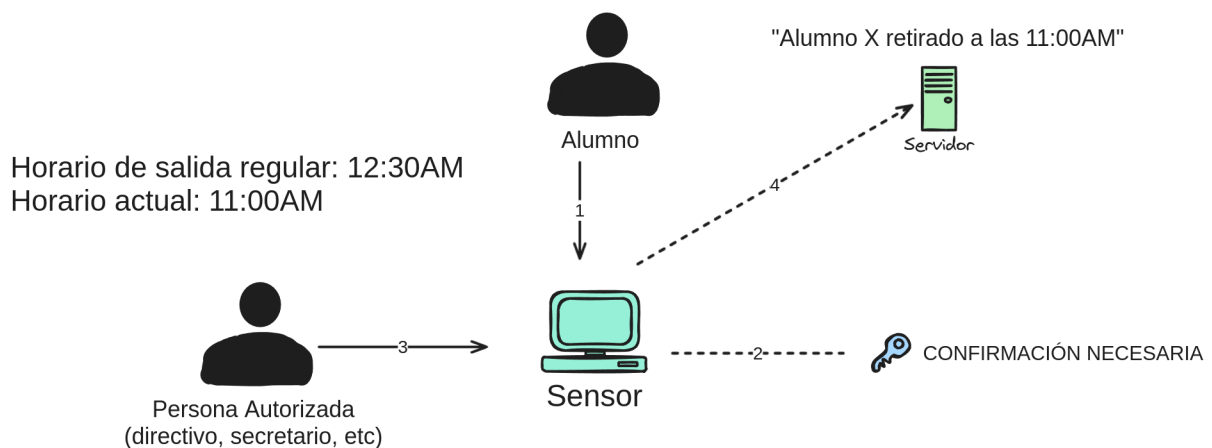 "Alumno X retirado a las 11:00AM"
Servidor
Alumno
Horario de salida regular: 12:30AM
Horario actual: 11:00AM
4
1
3
2
CONFIRMACIÓN NECESARIA
Sensor
Persona Autorizada
(directivo, secretario, etc)